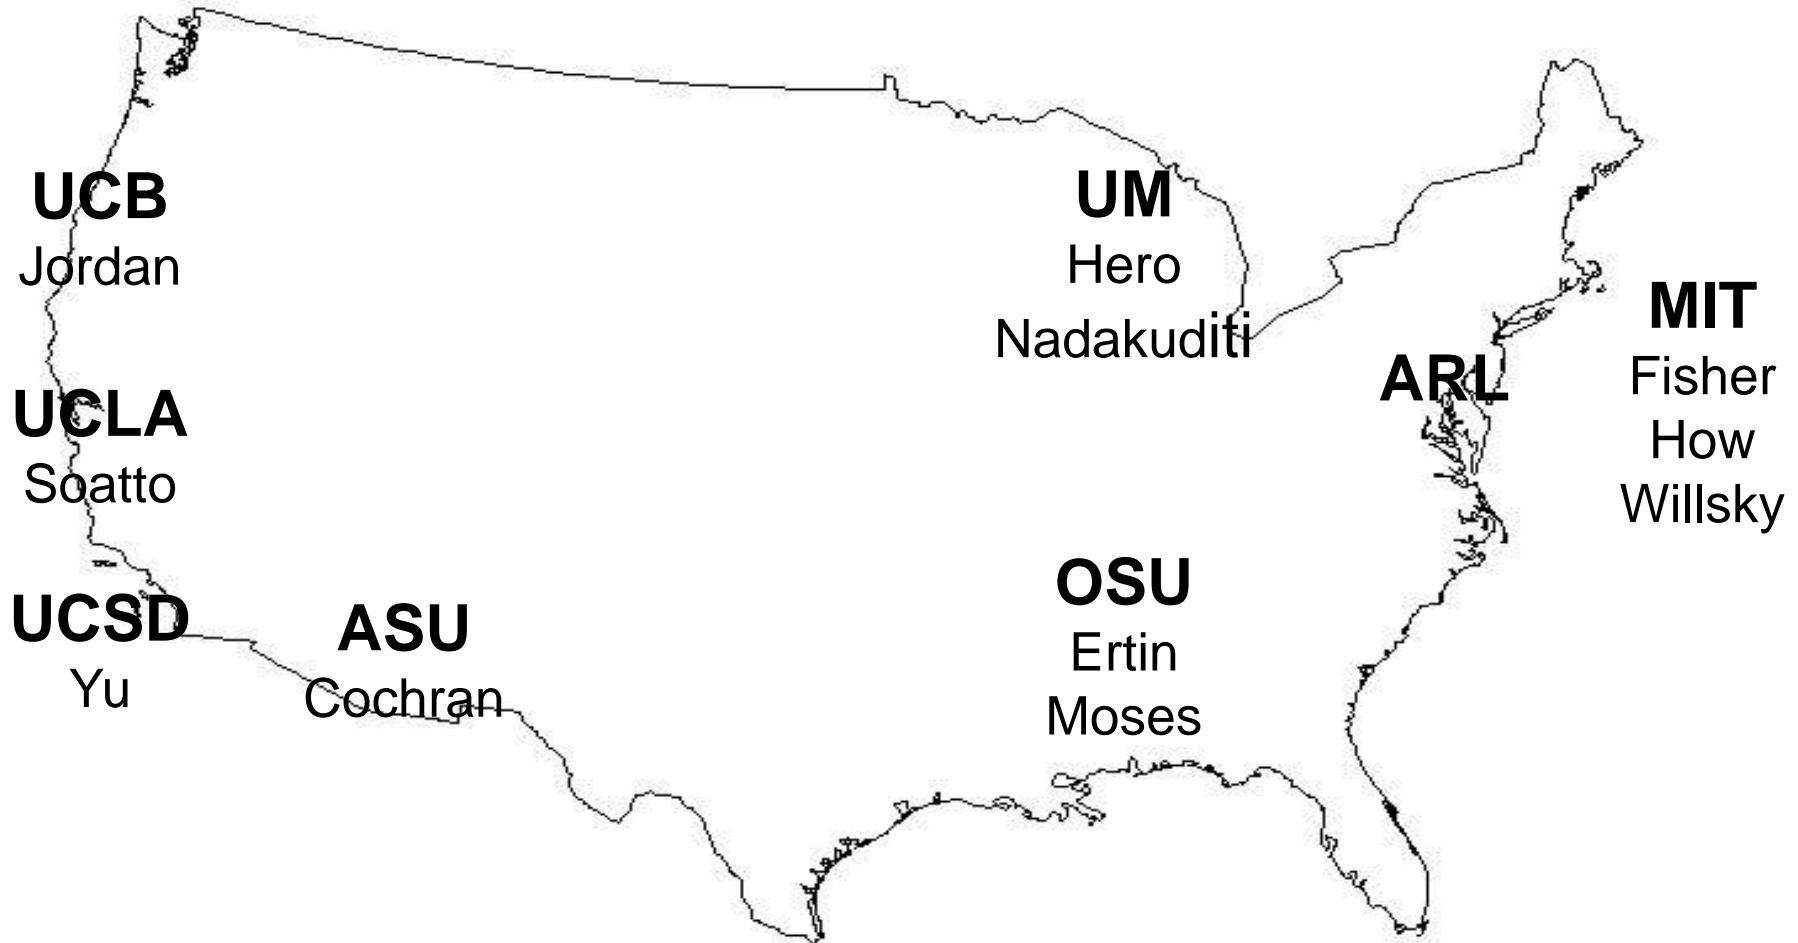 UCB
Jordan
UCLA
Soatto
UCSD
Yu
ASU
Cochran
UM
Hero
Nadakuditi
OSU
Ertin
Moses
ARL
MIT
Fisher
How
Willsky